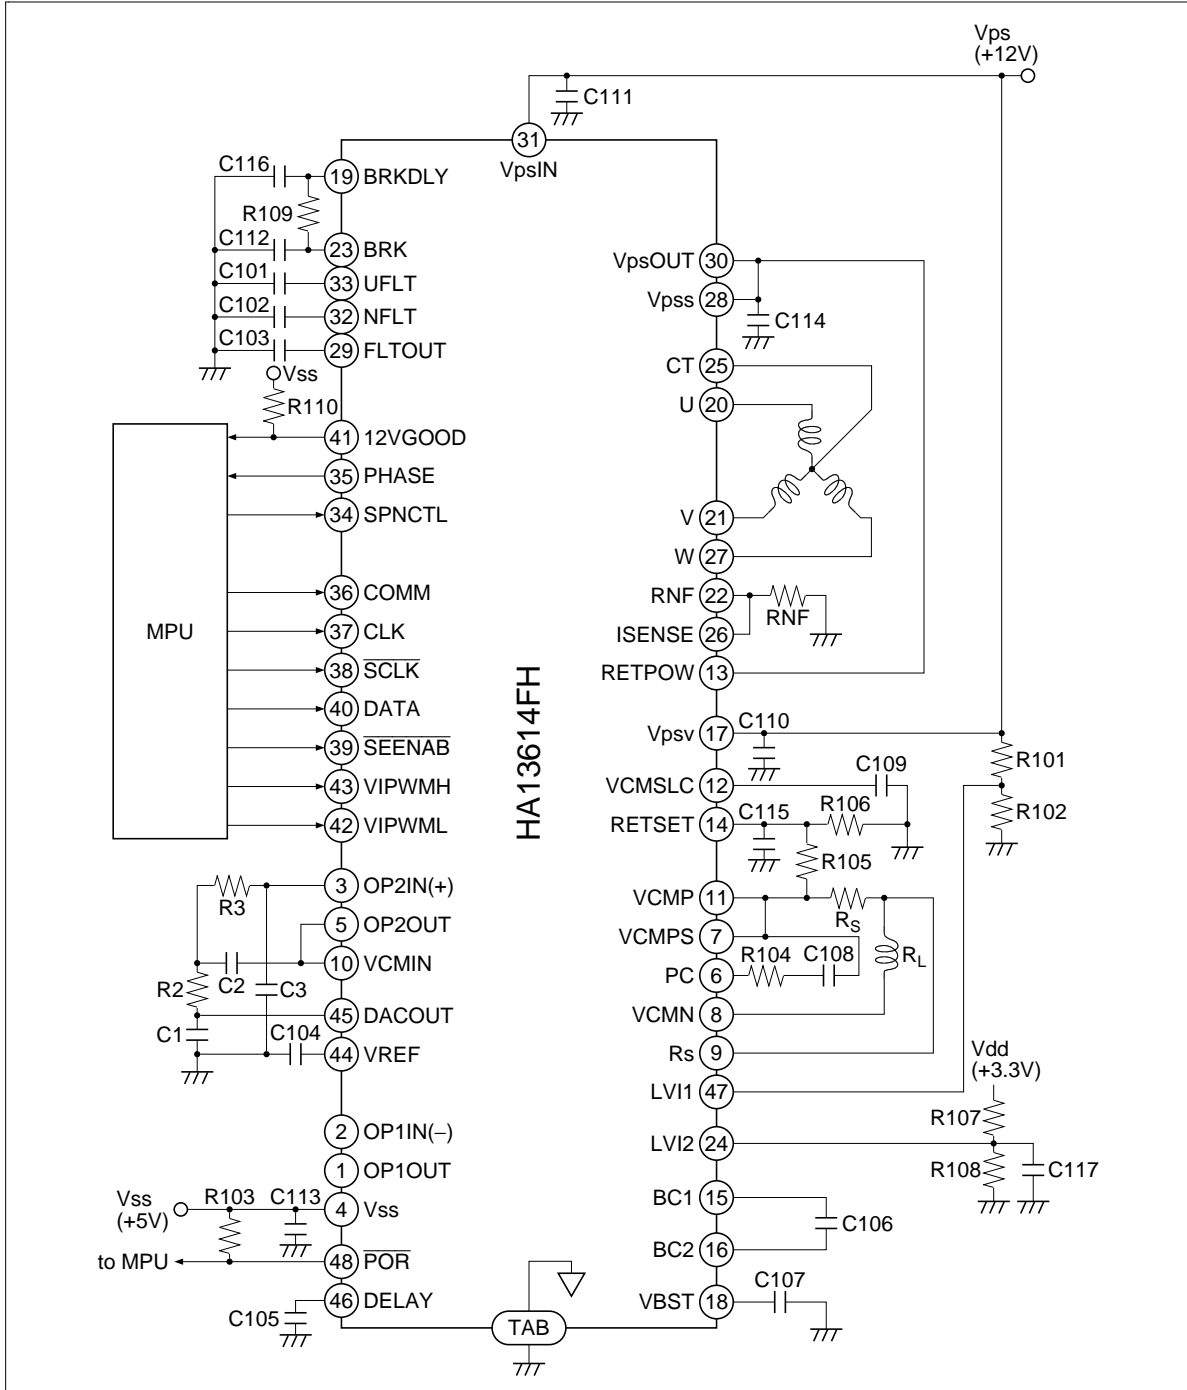 Vps
(+12V)
C111
31
VpsIN
C116
19 BRKDLY
R109
C112
23 BRK
C101
33 UFLT
C102
32 NFLT
C103
29 FLTOUT
Vss
R110
41 12VGOOD
35 PHASE
34 SPNCTL
36 COMM
37 CLK
38 SCLK
40 DATA
39 SEENAB
43 VIPWMH
42 VIPWML
MPU
R3
3 OP2IN(+)
5 OP2OUT
C2
10 VCMIN
R2
C3
45 DACOUT
C1
C104
44 VREF
2 OP1IN(−)
1 OP1OUT
Vss
(+5V)
R103
C113
4 Vss
to MPU
48 POR
C105
46 DELAY
TAB
HA13614FH
VpsOUT 30
Vpss 28
C114
CT 25
U 20
V 21
W 27
RNF 22
RNF
ISENSE 26
RETPOW 13
Vpsv 17
C110
R101
VCMSLC 12
C109
R102
RETSET 14
C115
R106
R105
VCMP 11
RS
VCMPS 7
RL
PC 6
R104
C108
VCMN 8
Rs 9
LVI1 47
Vdd
(+3.3V)
R107
LVI2 24
R108
C117
BC1 15
C106
BC2 16
VBST 18
C107